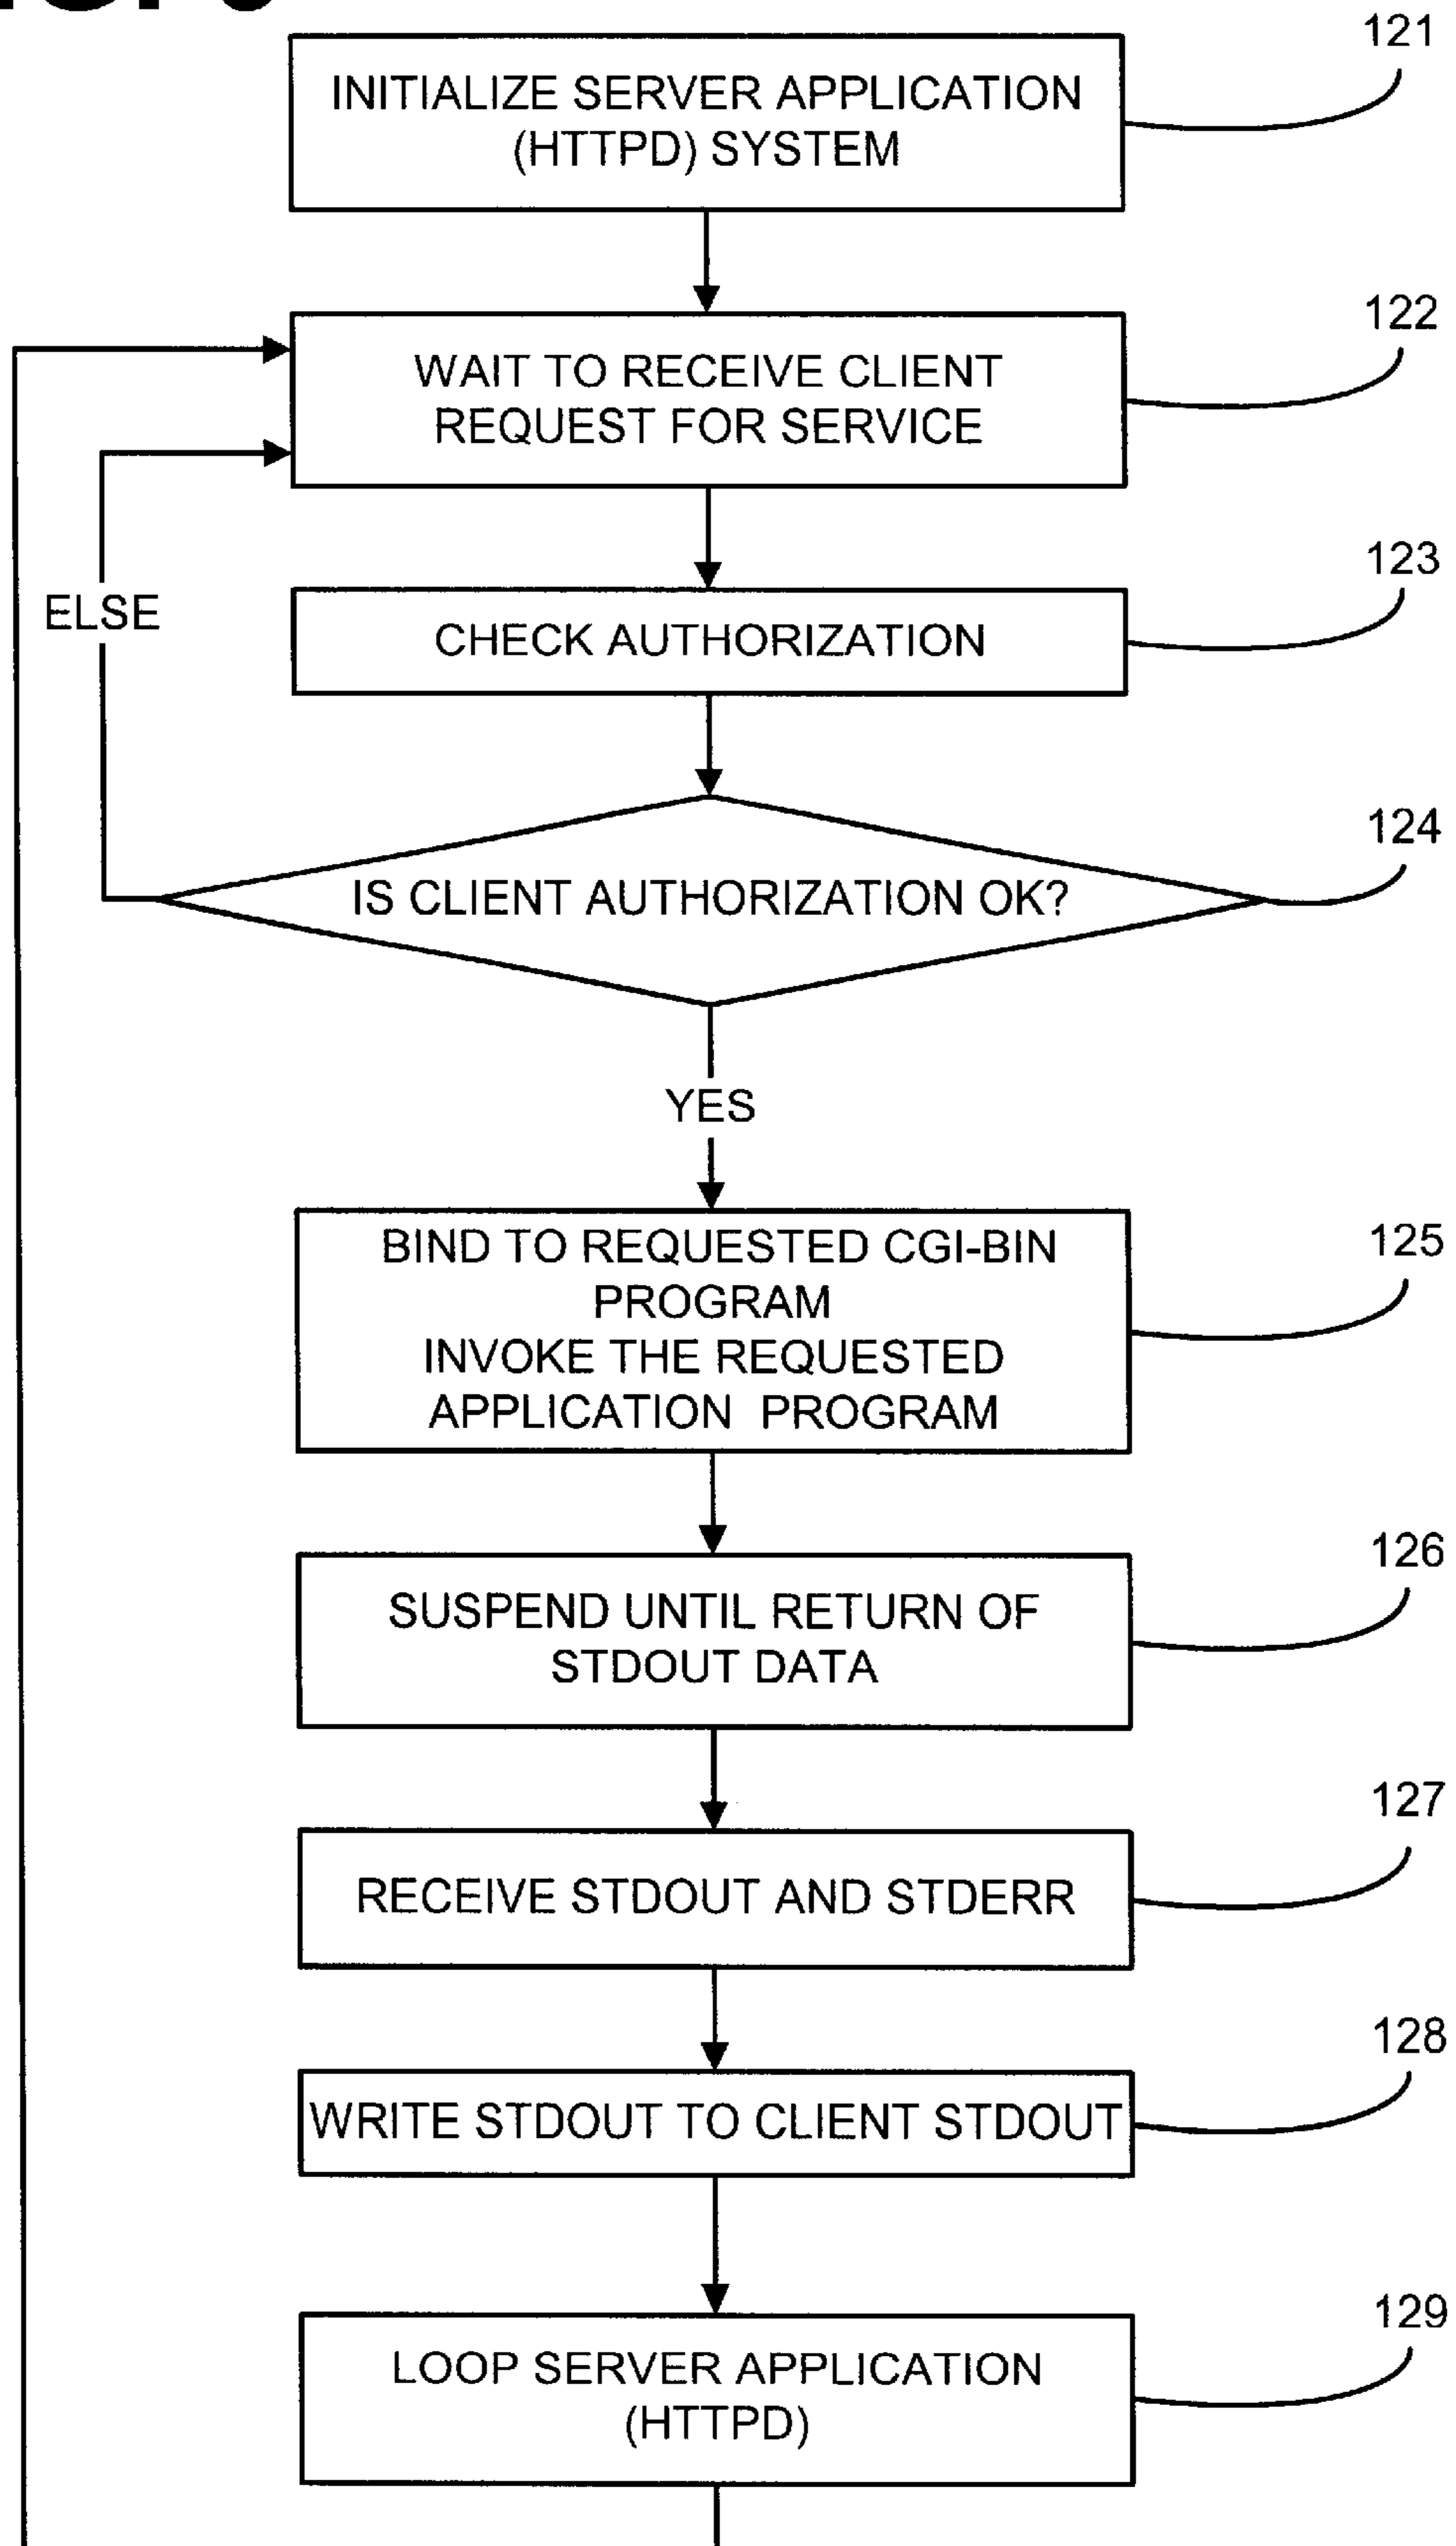 121
INITIALIZE SERVER APPLICATION
(HTTPD) SYSTEM
122
WAIT TO RECEIVE CLIENT
REQUEST FOR SERVICE
123
ELSE
CHECK AUTHORIZATION
124
IS CLIENT AUTHORIZATION OK?
YES
125
BIND TO REQUESTED CGI-BIN
PROGRAM
INVOKE THE REQUESTED
APPLICATION PROGRAM
126
SUSPEND UNTIL RETURN OF
STDOUT DATA
127
RECEIVE STDOUT AND STDERR
128
WRITE STDOUT TO CLIENT STDOUT
129
LOOP SERVER APPLICATION
(HTTPD)